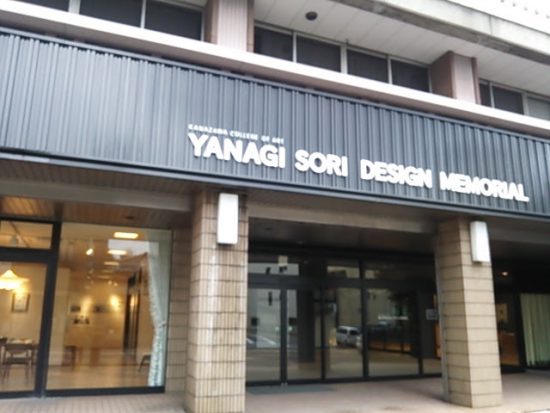 KANAZAWA COLLEGE OF ART
YANAGI SORI DESIGN MEMORIAL